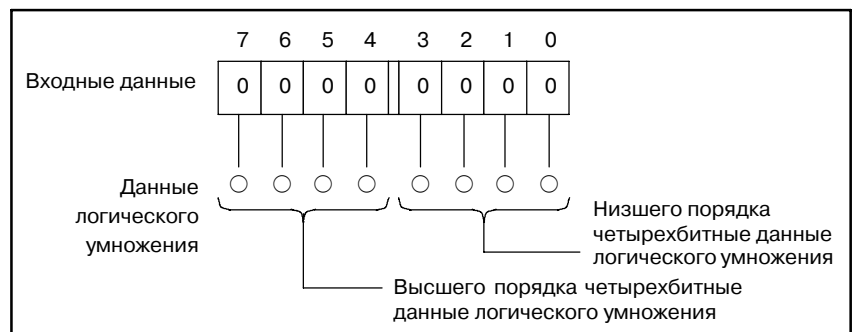 7 6 5 4 3 2 1 0
Входные данные 0 0 0 0 0 0 0 0
Данные
логического
умножения
Низшего порядка
четырехбитные данные
логического умножения
Высшего порядка четырехбитные
данные логического умножения